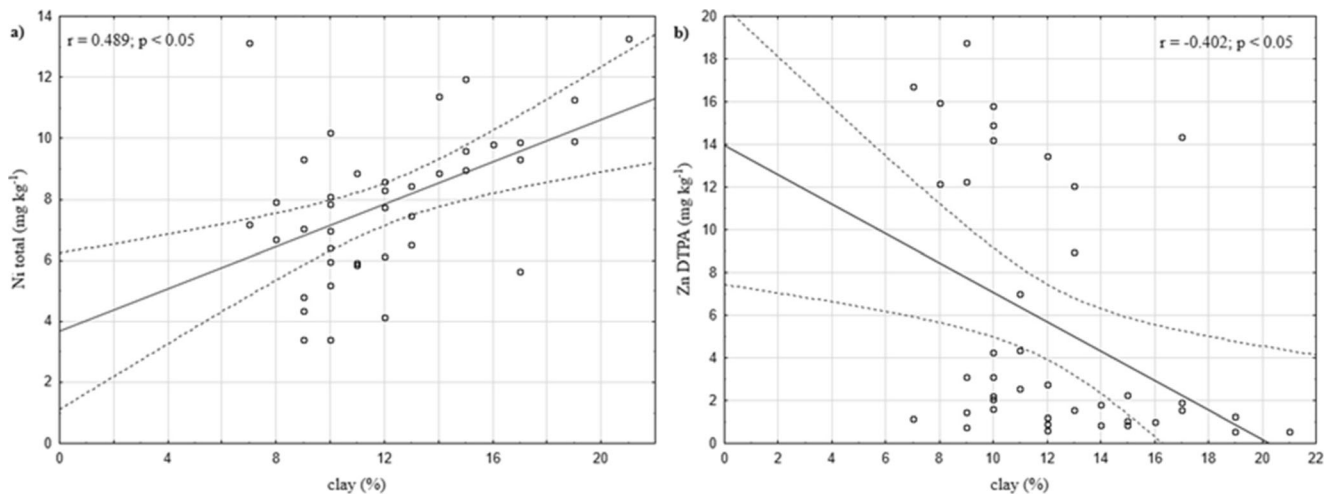 a)
r = 0.489; p < 0.05
14
12
10
8
6
4
2
0
Ni total (mg kg-1)
0 4 8 12 16 20
clay (%)
b)
r = -0.402; p < 0.05
20
18
16
14
12
10
8
6
4
2
0
Zn DTPA (mg kg-1)
0 2 4 6 8 10 12 14 16 18 20 22
clay (%)